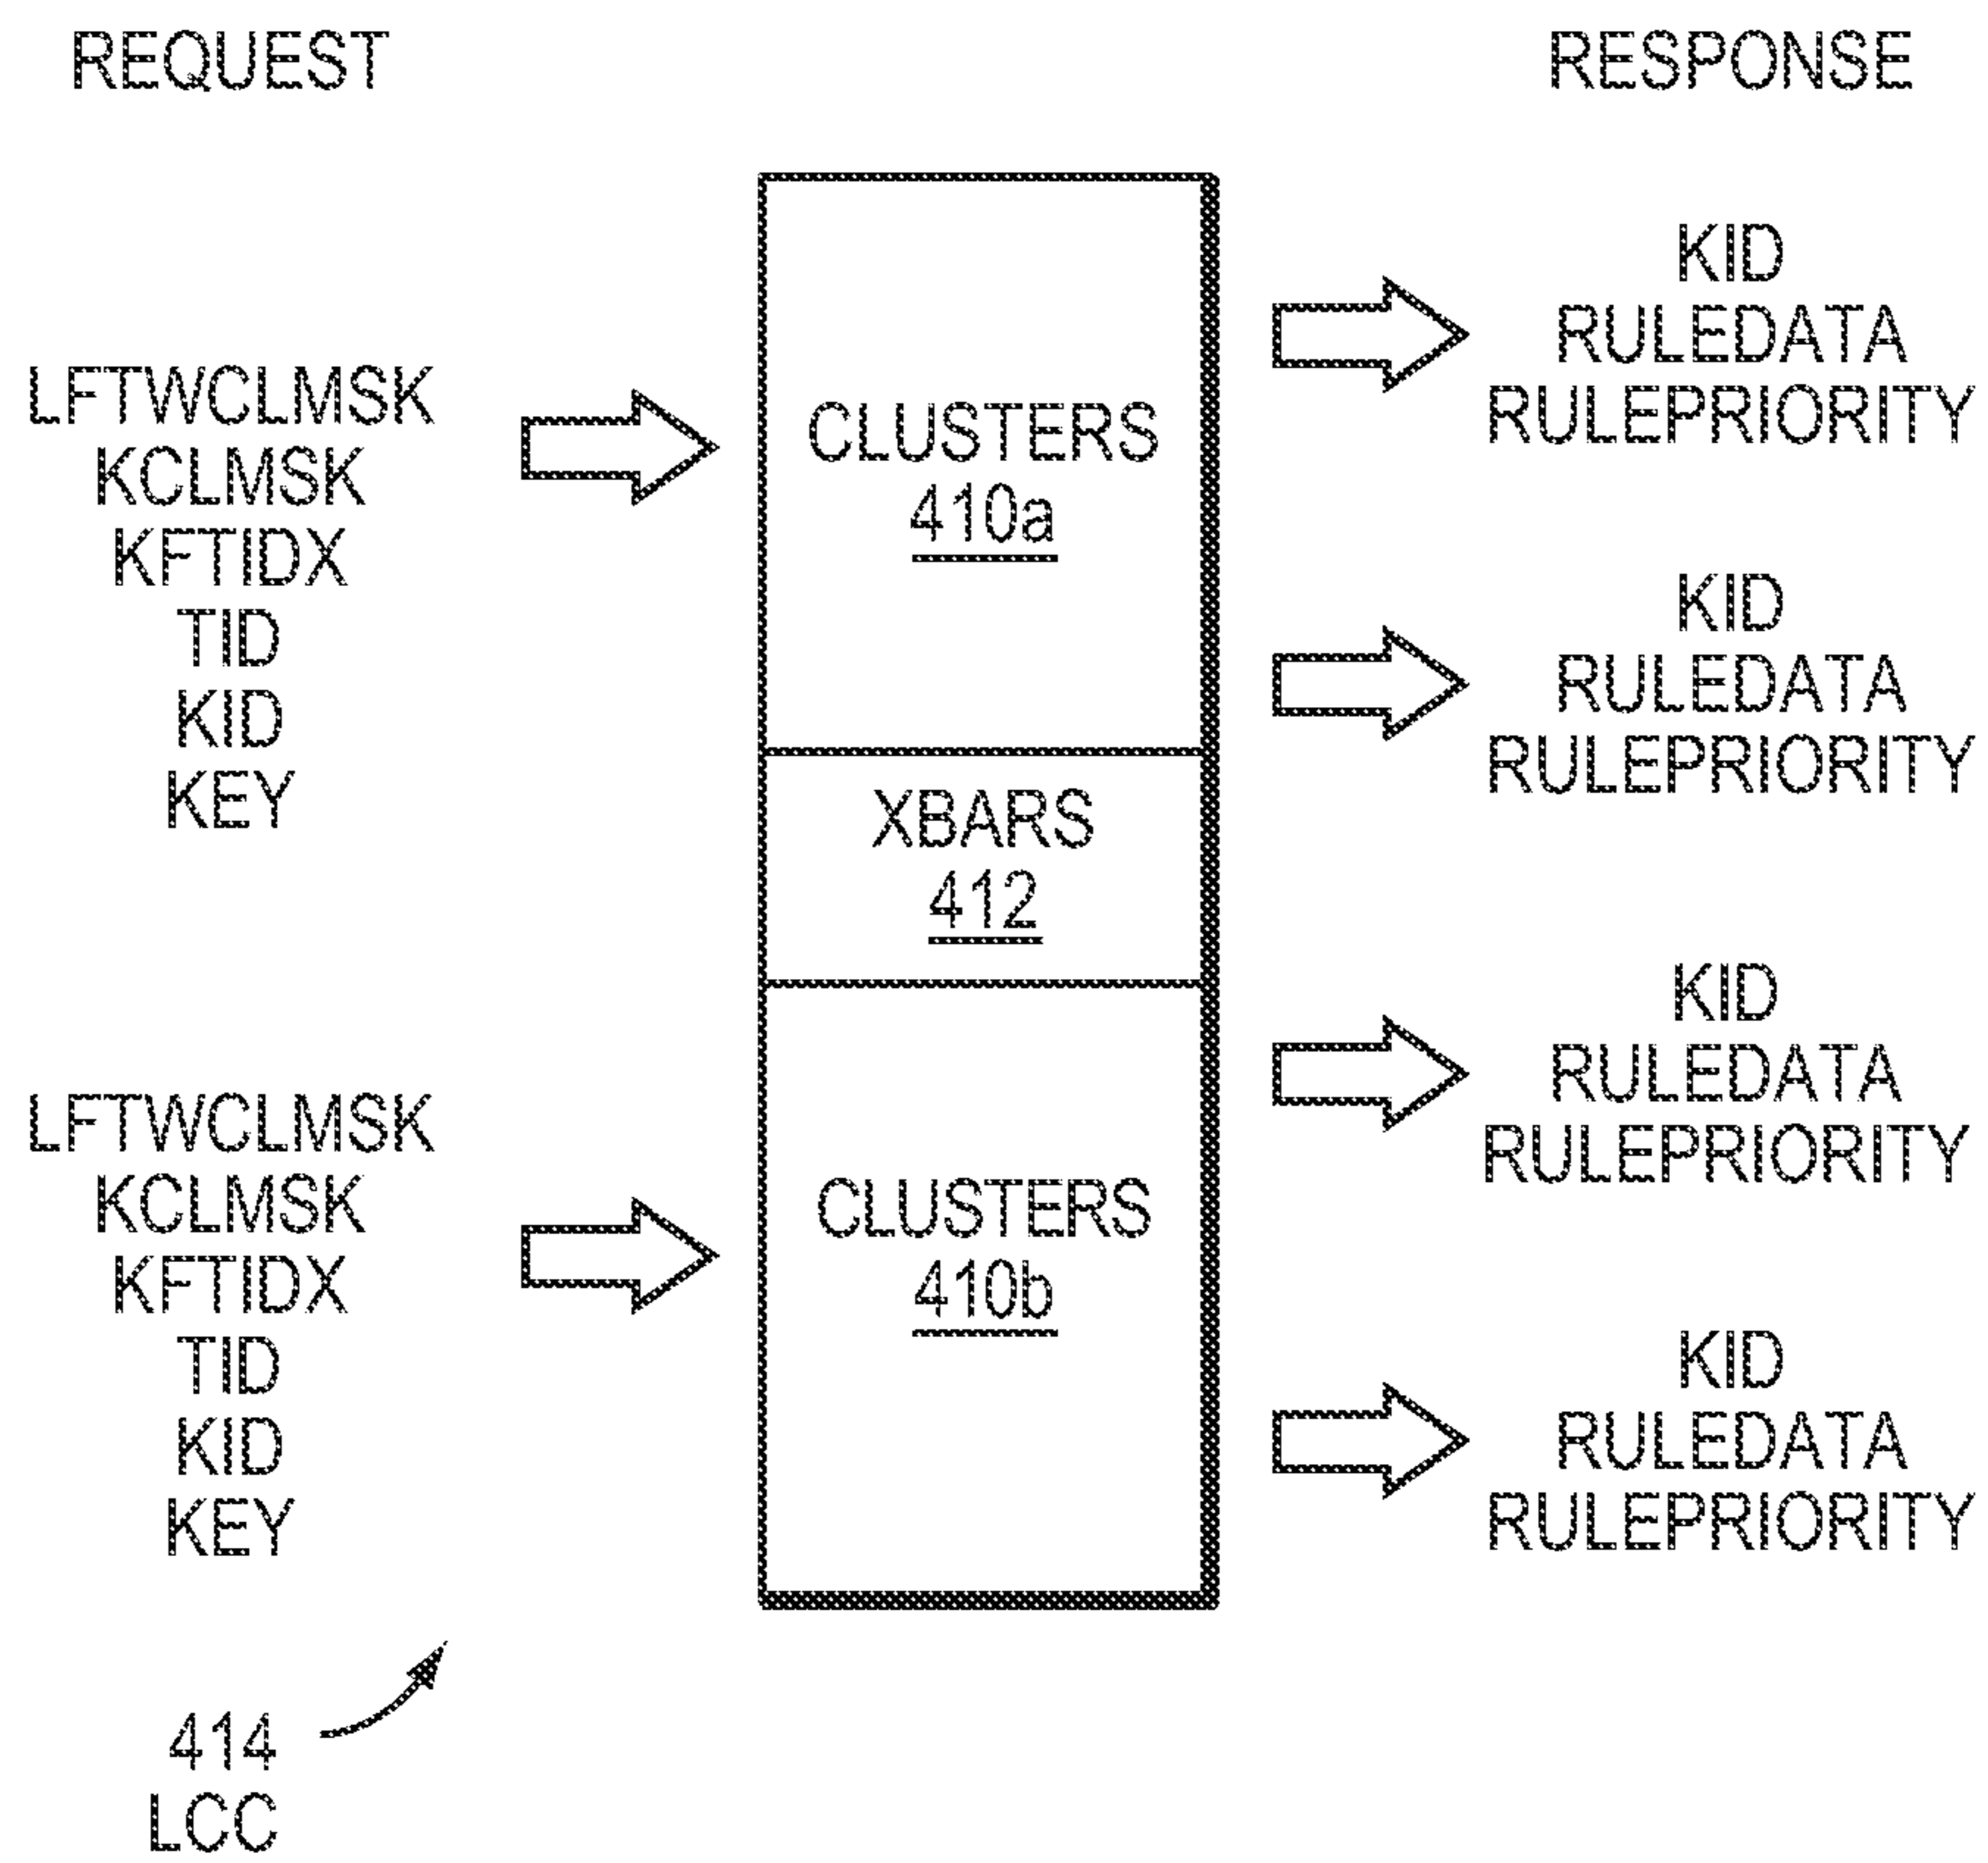 REQUEST
LFTWCLMSK
KCLMSK
KFTIDX
TID
KID
KEY
LFTWCLMSK
KCLMSK
KFTIDX
TID
KID
KEY
414
LCC
CLUSTERS
410a
XBARS
412
CLUSTERS
410b
RESPONSE
KID
RULEDATA
RULEPRIORITY
KID
RULEDATA
RULEPRIORITY
KID
RULEDATA
RULEPRIORITY
KID
RULEDATA
RULEPRIORITY